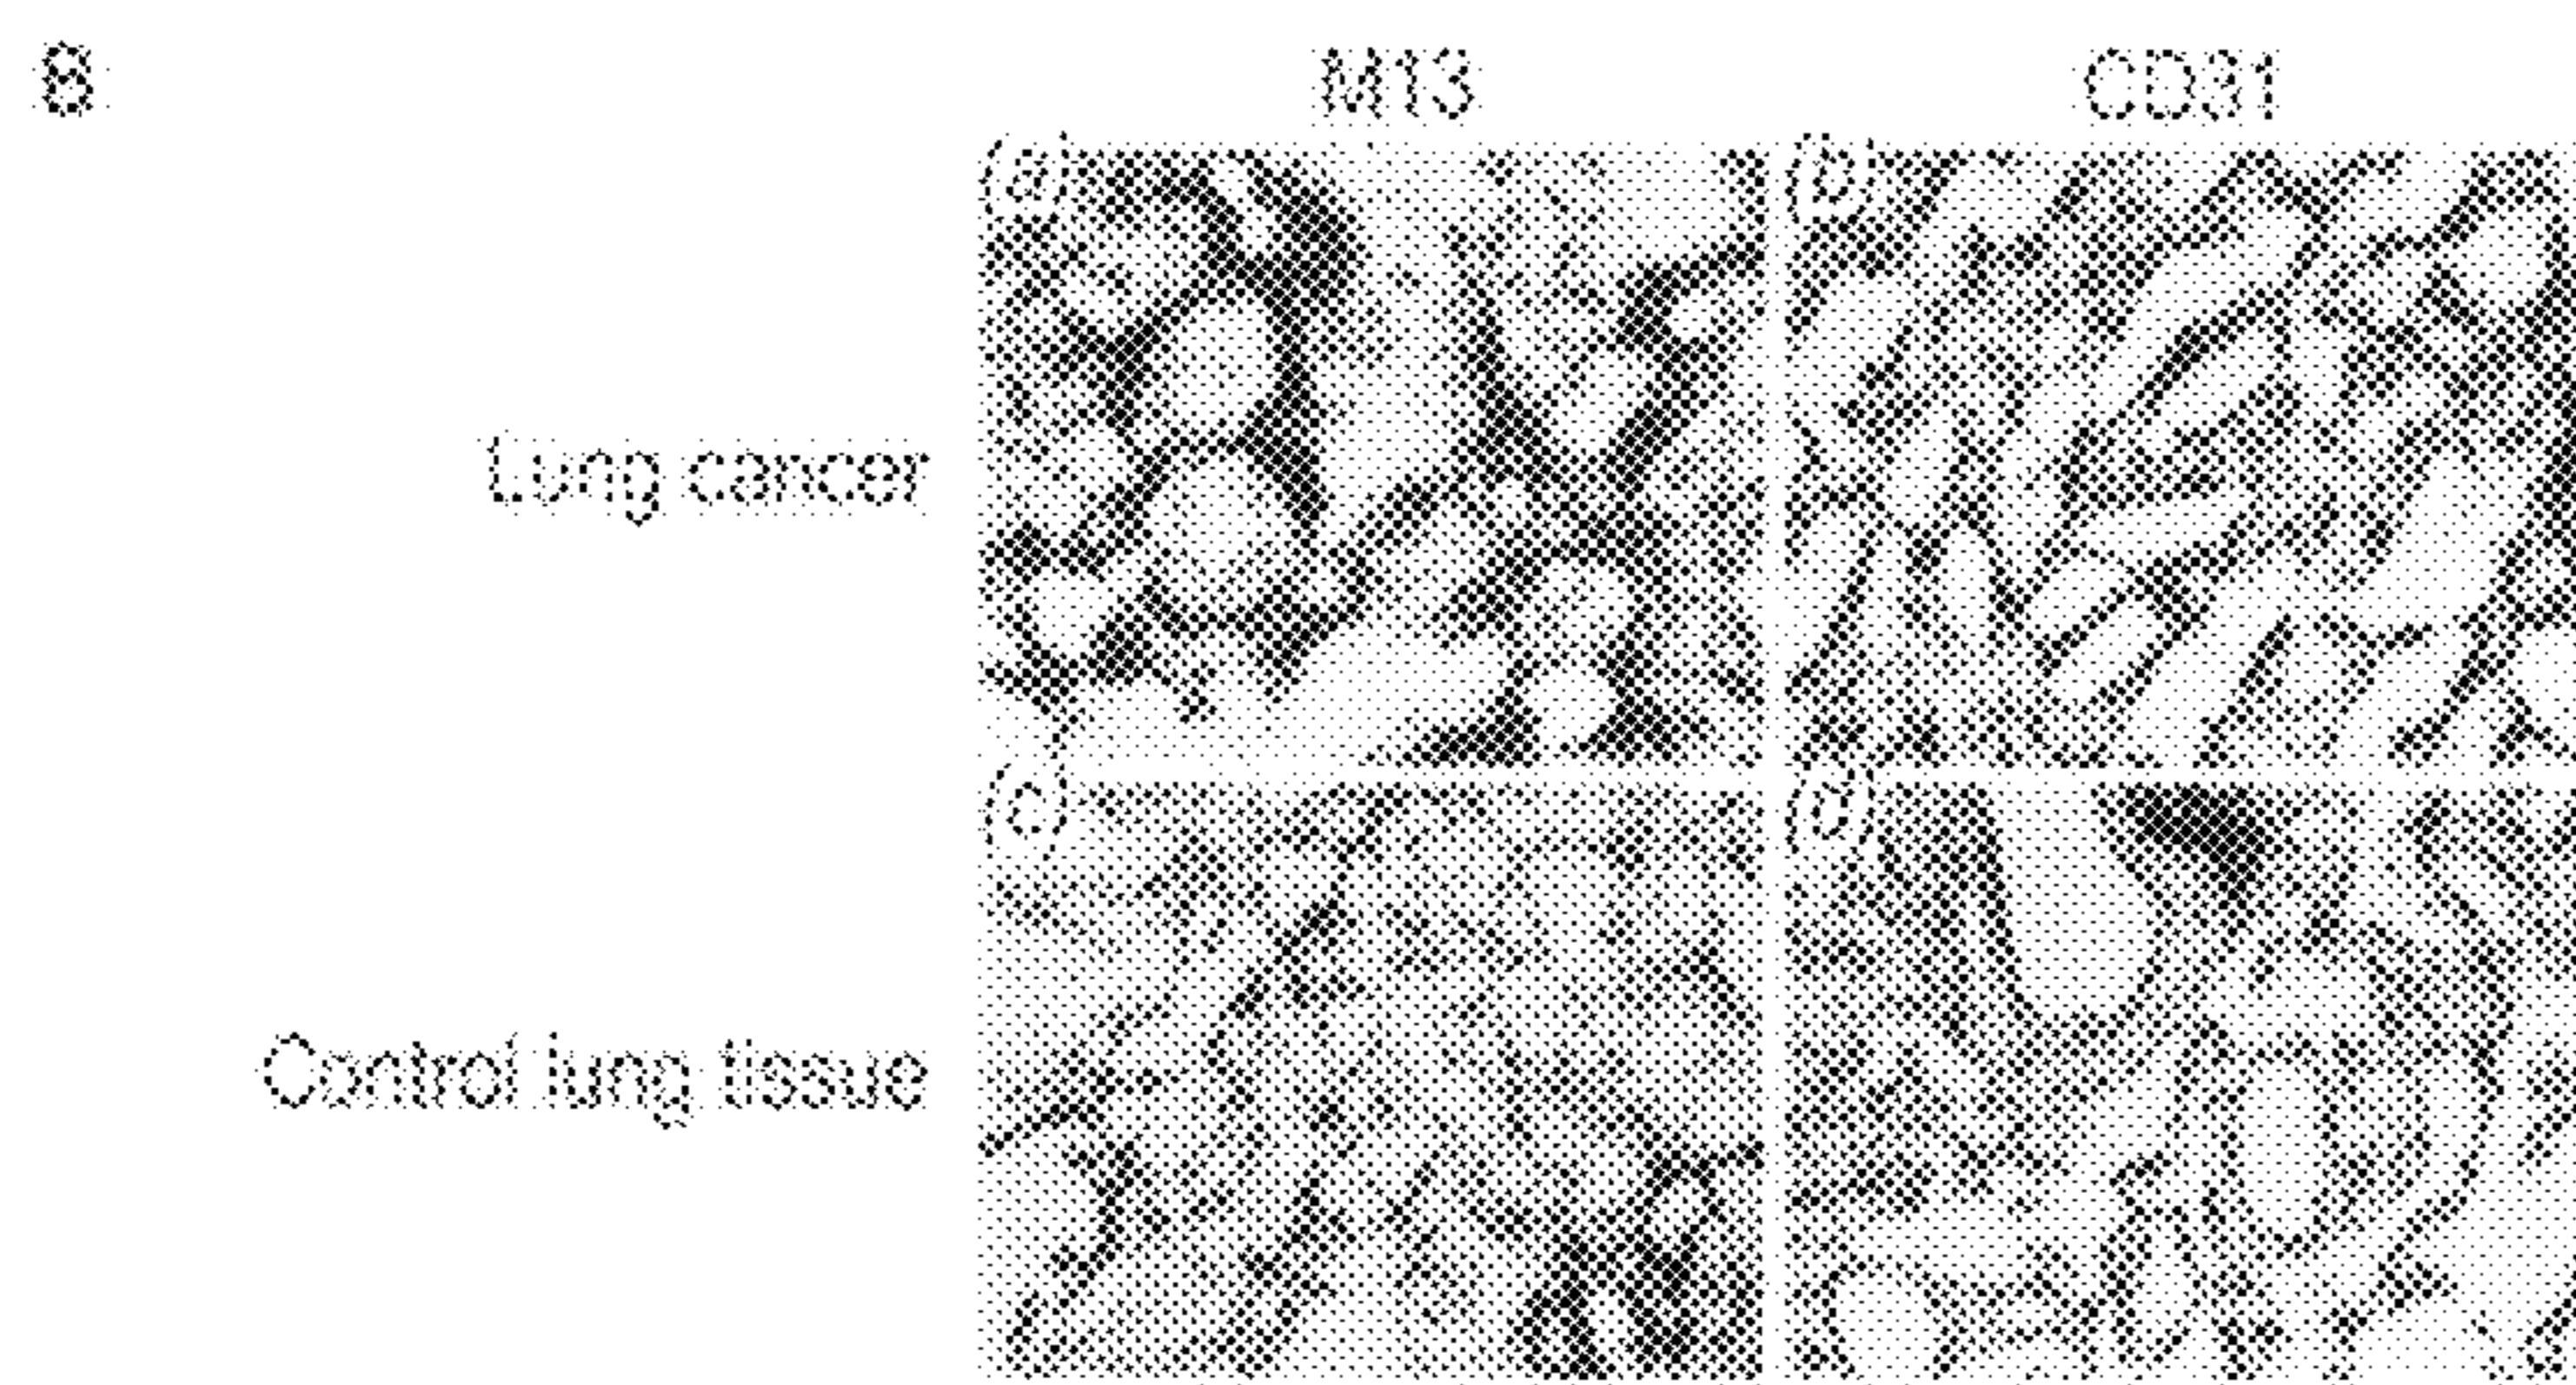 B
M13 CD31
(a) (b)
Lung cancer
(c) (d)
Control lung tissue